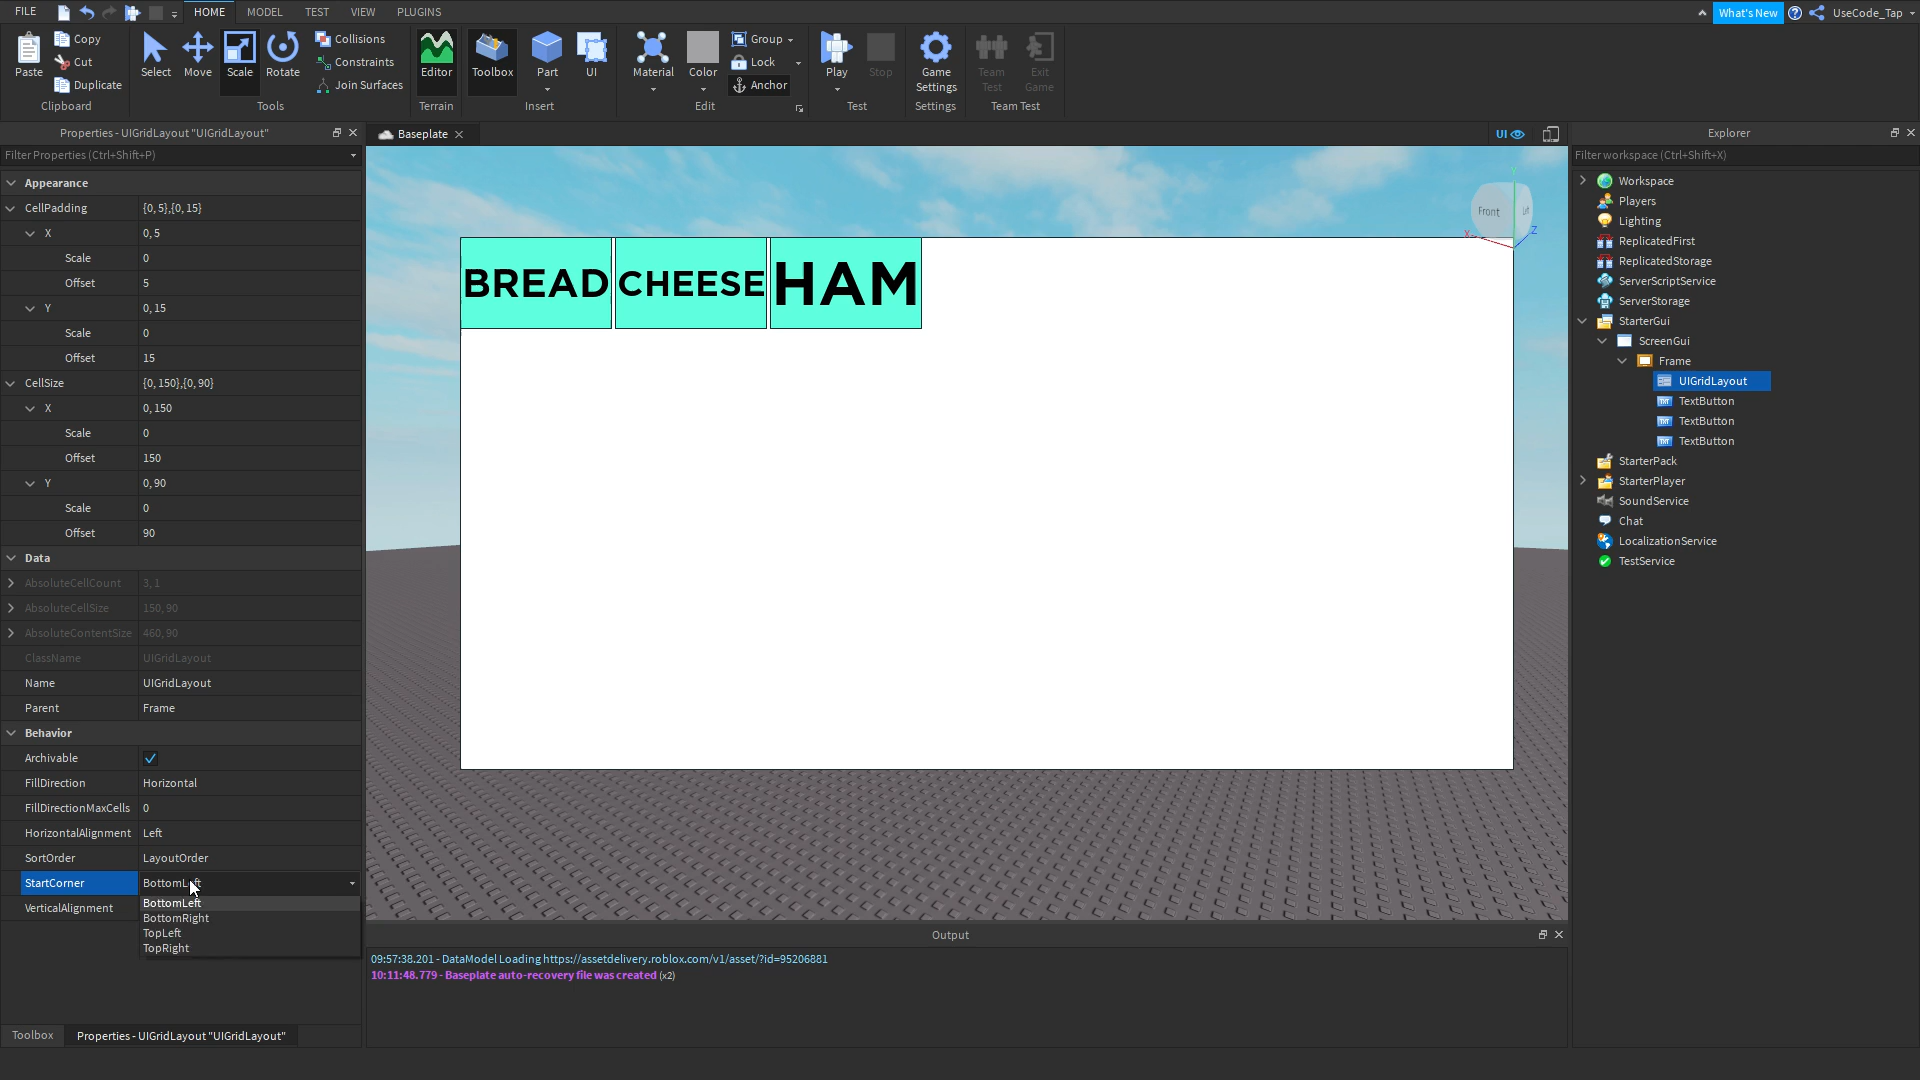 FILE
HOME
MODEL
TEST
VIEW
PLUGINS
What's New
UseCode_Tap
Paste
Copy
Cut
Duplicate
Clipboard
Select
Move
Scale
Rotate
Collisions
Constraints
Join Surfaces
Tools
Editor
Terrain
Toolbox
Part
UI
Insert
Material
Color
Group
Lock
Anchor
Edit
Play
Stop
Test
Game
Settings
Settings
Team
Test
Exit
Game
Team Test
Properties - UIGridLayout "UIGridLayout"
Filter Properties (Ctrl+Shift+P)
Appearance
CellPadding {0, 5},{0, 15}
X 0, 5
Scale 0
Offset 5
Y 0, 15
Scale 0
Offset 15
CellSize {0, 150},{0, 90}
X 0, 150
Scale 0
Offset 150
Y 0, 90
Scale 0
Offset 90
Data
AbsoluteCellCount 3, 1
AbsoluteCellSize 150, 90
AbsoluteContentSize 460, 90
ClassName UIGridLayout
Name UIGridLayout
Parent Frame
Behavior
Archivable
FillDirection Horizontal
FillDirectionMaxCells 0
HorizontalAlignment Left
SortOrder LayoutOrder
StartCorner BottomLeft
VerticalAlignment
BottomLeft
BottomRight
TopLeft
TopRight
Toolbox
Properties - UIGridLayout "UIGridLayout"
Baseplate
UI
BREAD
CHEESE
HAM
Front
Lft
X
Z
Output
09:57:38.201 - DataModel Loading https://assetdelivery.roblox.com/v1/asset/?id=95206881
10:11:48.779 - Baseplate auto-recovery file was created (x2)
Explorer
Filter workspace (Ctrl+Shift+X)
Workspace
Players
Lighting
ReplicatedFirst
ReplicatedStorage
ServerScriptService
ServerStorage
StarterGui
ScreenGui
Frame
UIGridLayout
TextButton
TextButton
TextButton
StarterPack
StarterPlayer
SoundService
Chat
LocalizationService
TestService